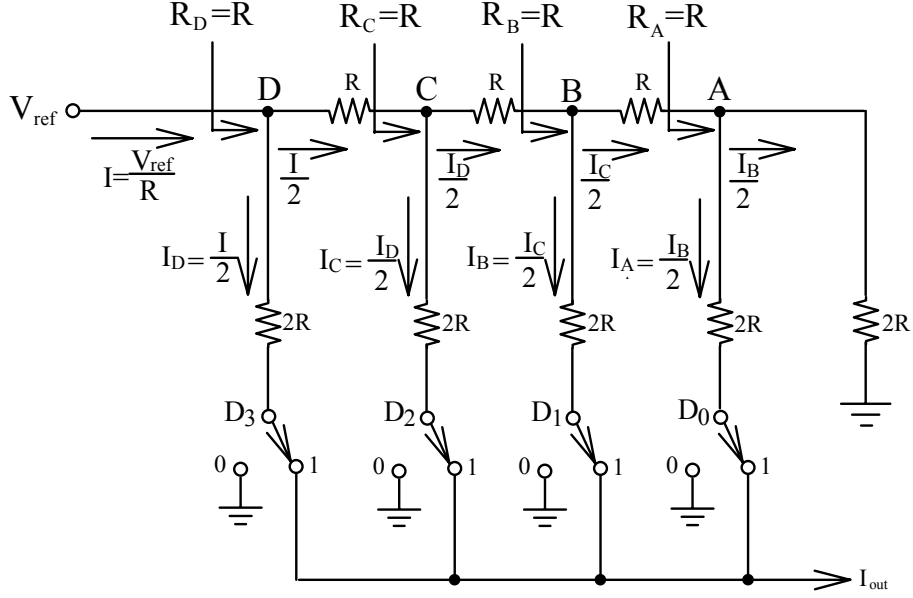 R_D=R R_C=R R_B=R R_A=R
R R R
D C B A
V_ref
I=V_ref/R
I/2 I_D/2 I_C/2 I_B/2
I_D=I/2 I_C=I_D/2 I_B=I_C/2 I_A=I_B/2
2R 2R 2R 2R 2R
D_3 D_2 D_1 D_0
0 1 0 1 0 1 0 1
I_out